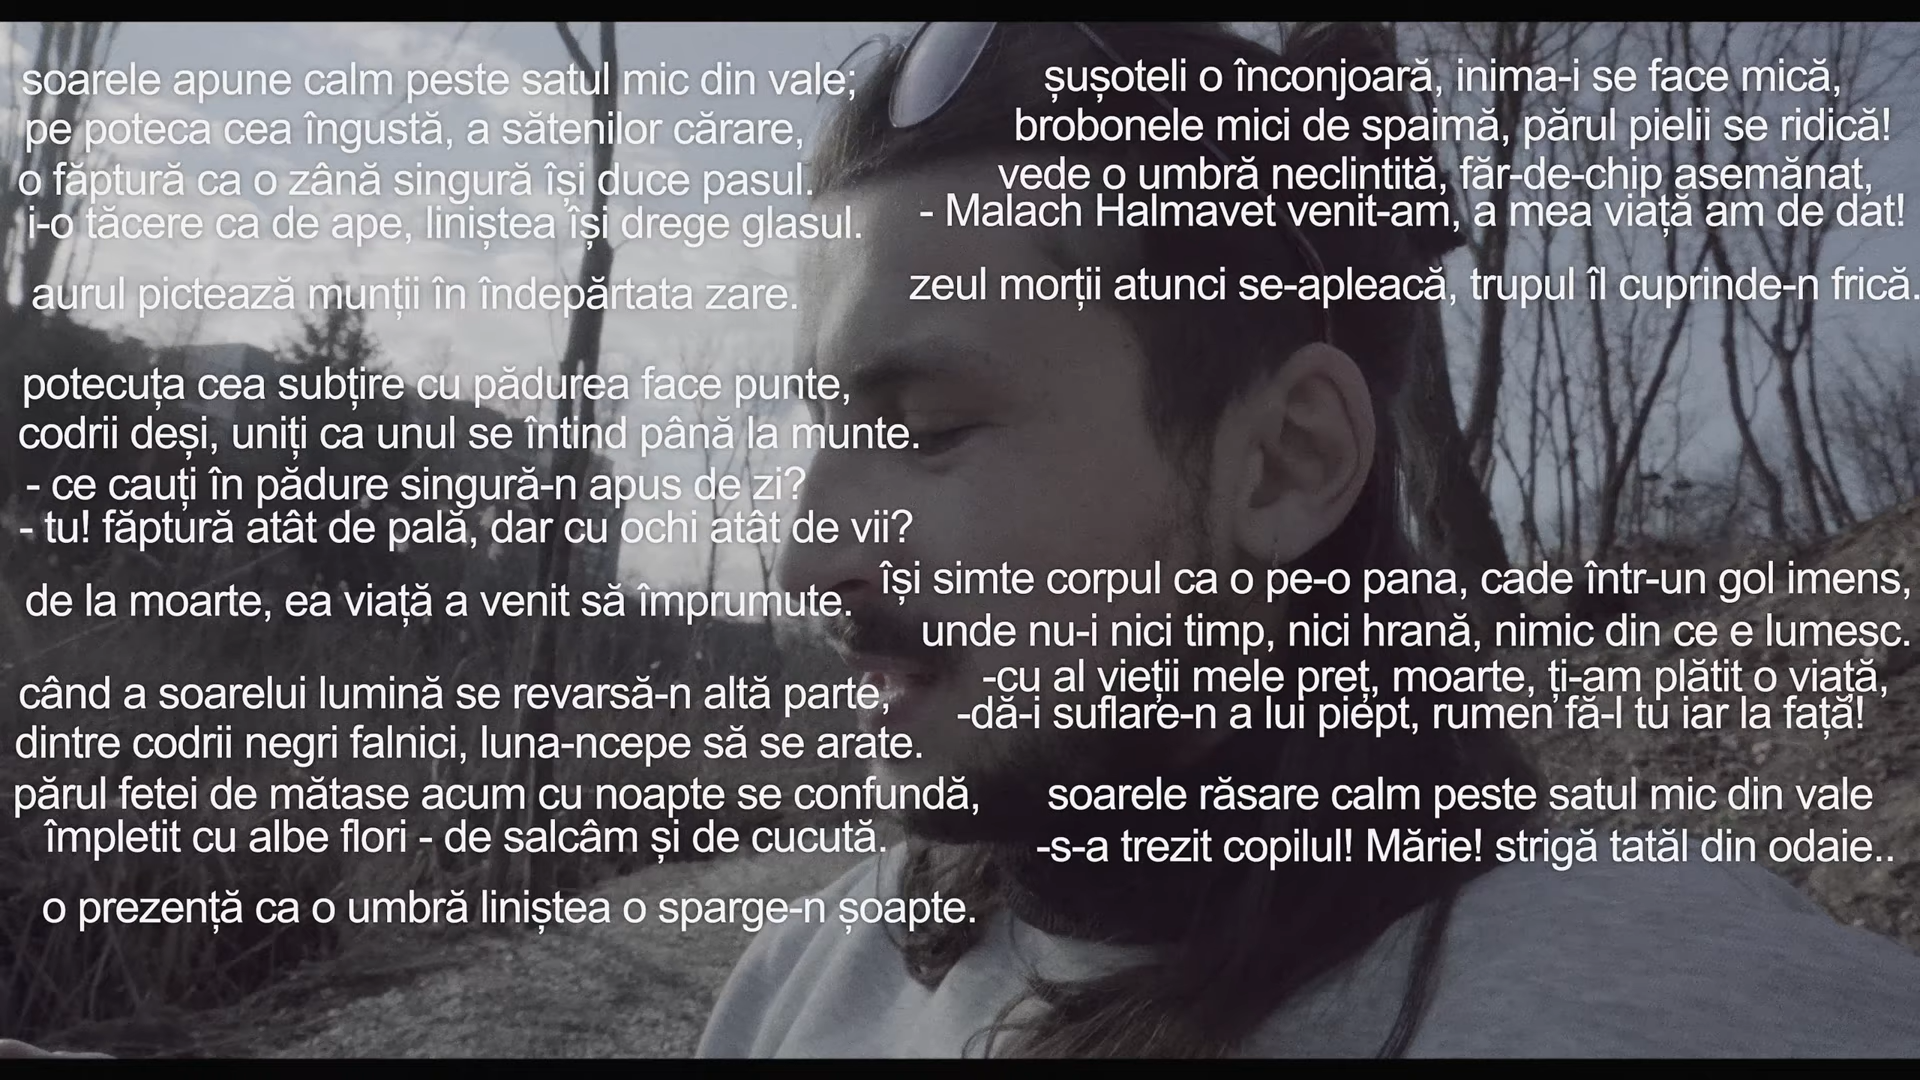 soarele apune calm peste satul mic din vale;
pe poteca cea îngustă, a sătenilor cărare,
o făptură ca o zână singură își duce pasul.
i-o tăcere ca de ape, liniștea își drege glasul.
aurul pictează munții în îndepărtata zare.
potecuța cea subțire cu pădurea face punte,
codrii deși, uniți ca unul se întind până la munte.
- ce cauți în pădure singură-n apus de zi?
- tu! făptură atât de pală, dar cu ochi atât de vii?
de la moarte, ea viață a venit să împrumute.
când a soarelui lumină se revarsă-n altă parte,
dintre codrii negri falnici, luna-ncepe să se arate.
părul fetei de mătase acum cu noapte se confundă,
împletit cu albe flori - de salcâm și de cucută.
o prezență ca o umbră liniștea o sparge-n șoapte.
șușoteli o înconjoară, inima-i se face mică,
brobonele mici de spaimă, părul pielii se ridică!
vede o umbră neclintită, făr-de-chip asemănat,
- Malach Halmavet venit-am, a mea viață am de dat!
zeul morții atunci se-apleacă, trupul îl cuprinde-n frică.
își simte corpul ca o pe-o pana, cade într-un gol imens,
unde nu-i nici timp, nici hrană, nimic din ce e lumesc.
-cu al vieții mele preț, moarte, ți-am plătit o viață,
-dă-i suflare-n a lui piept, rumen fă-l tu iar la față!
soarele răsare calm peste satul mic din vale
-s-a trezit copilul! Mărie! strigă tatăl din odaie..